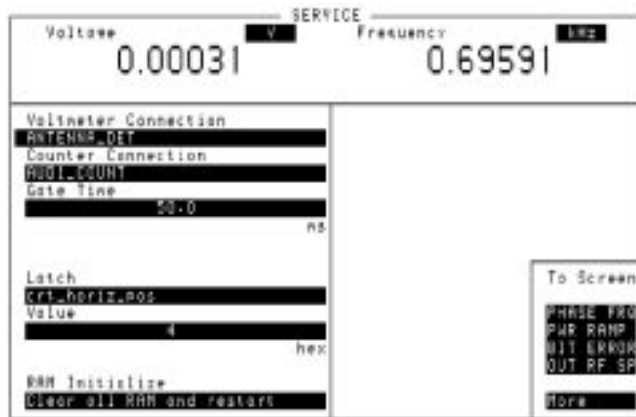 SERVICE
Voltage V Frequency kHz
0.00031 0.69591
Voltmeter Connection
ANTENNA_DET
Counter Connection
AUDI_COUNT
Gate Time
50.0
ms
Latch
crt_horiz_pos
Value
4
hex
RAM Initialize
Clear all RAM and restart
To Screen
PHASE FRQ
PWR RAMP
BIT ERROR
OUT RF SP
More